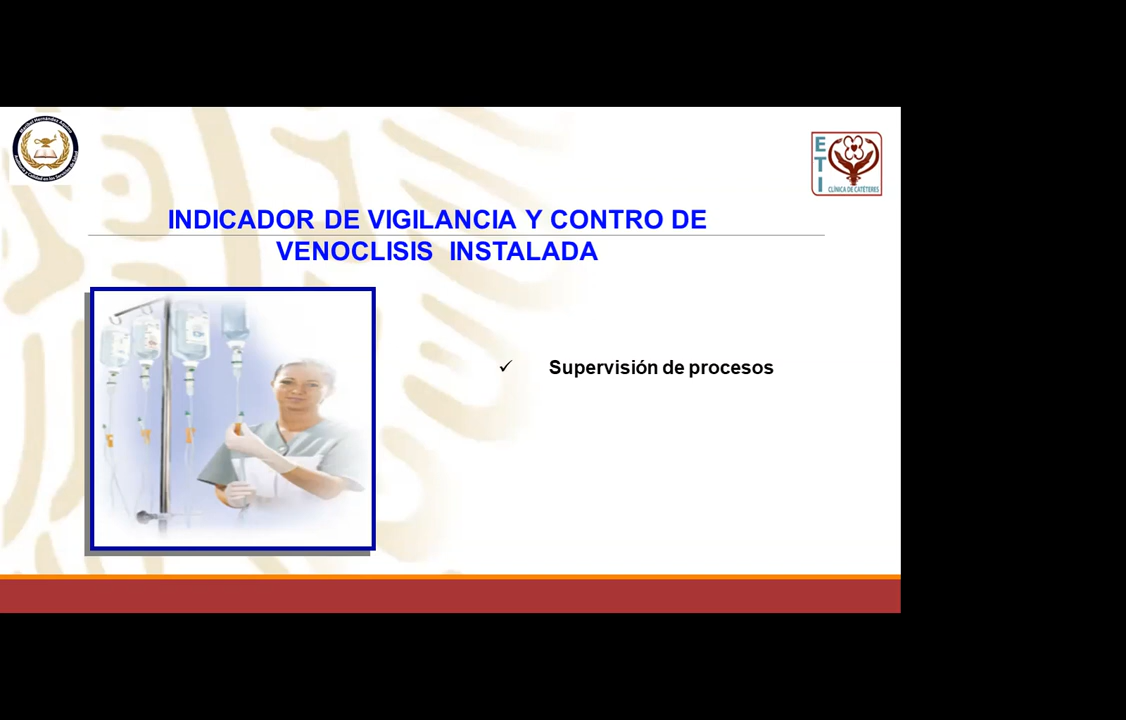 INDICADOR DE VIGILANCIA Y CONTRO DE
VENOCLISIS INSTALADA
E
T
I
CLÍNICA DE CATÉTERES
✓ Supervisión de procesos